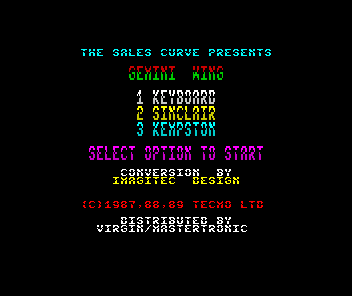 THE SALES CURVE PRESENTS
GEMINI WING
1 KEYBOARD
2 SINCLAIR
3 KEMPSTON
SELECT OPTION TO START
CONVERSION BY
IMAGITEC DESIGN
(C)1987,88,89 TECMO LTD
DISTRIBUTED BY
VIRGIN/MASTERTRONIC